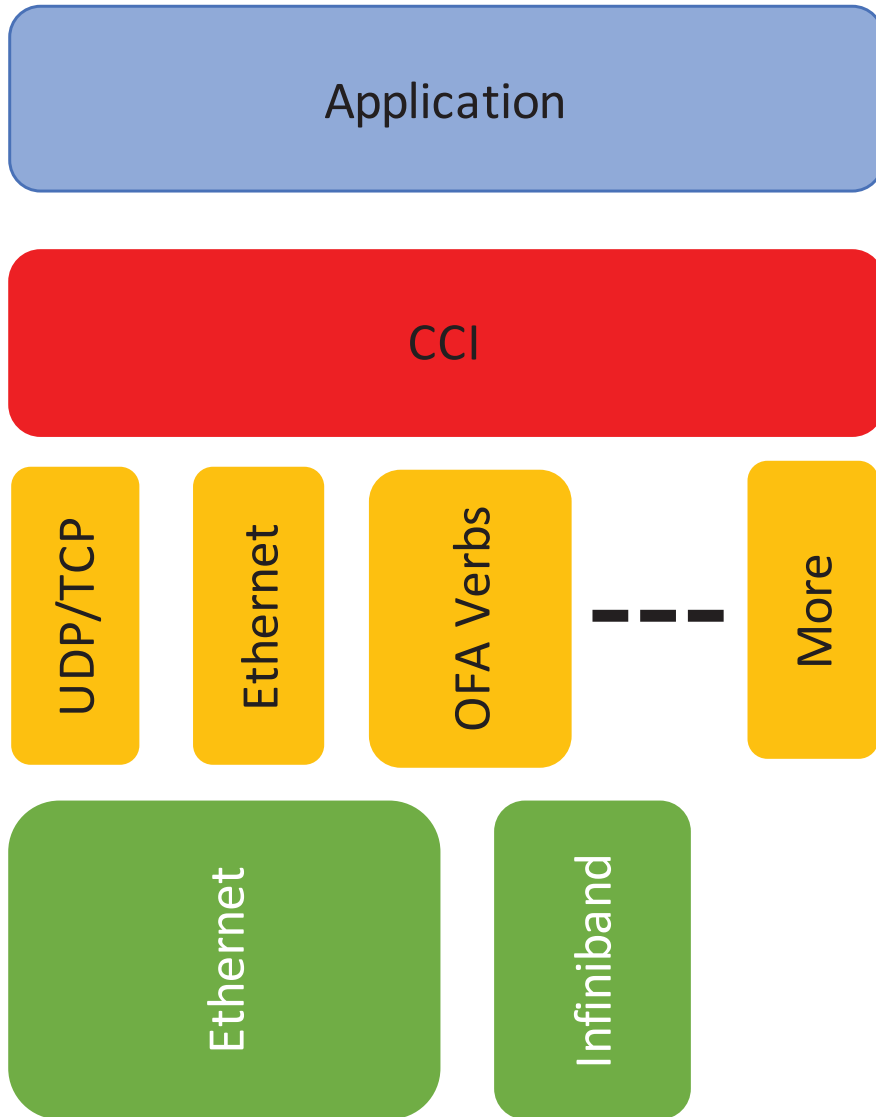 Application
CCI
UDP/TCP
Ethernet
OFA Verbs
More
Ethernet
Infiniband